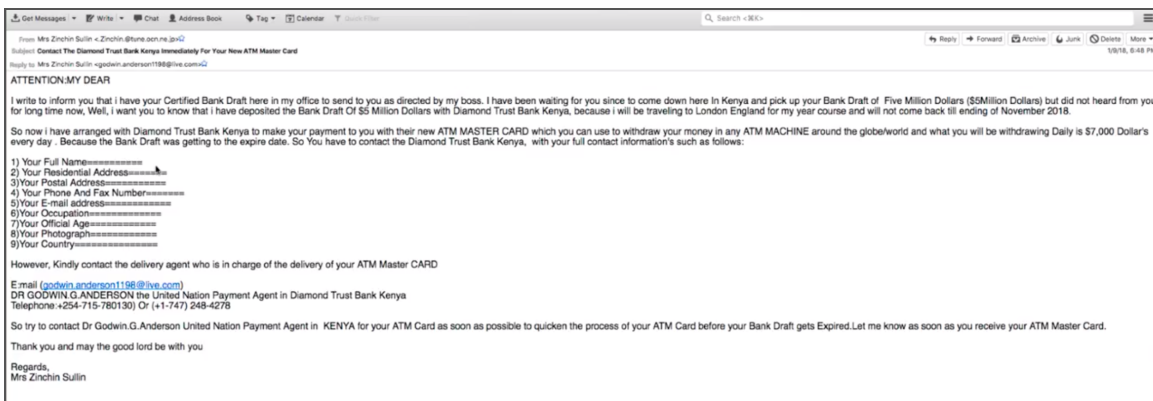 Get Messages Write Chat Address Book Tag Calendar Quick Filter Search <⌘K>
From Mrs Zinchin Sullin <.Zinchin.@tune.ocn.ne.jp> Reply Forward Archive Junk Delete More
Subject Contact The Diamond Trust Bank Kenya Immediately For Your New ATM Master Card 1/9/18, 6:48 PM
Reply to Mrs Zinchin Sullin <godwin.anderson1198@live.com>
ATTENTION:MY DEAR
I write to inform you that i have your Certified Bank Draft here in my office to send to you as directed by my boss. I have been waiting for you since to come down here In Kenya and pick up your Bank Draft of Five Million Dollars ($5Million Dollars) but did not heard from you
for long time now, Well, i want you to know that i have deposited the Bank Draft Of $5 Million Dollars with Diamond Trust Bank Kenya, because i will be traveling to London England for my year course and will not come back till ending of November 2018.
So now i have arranged with Diamond Trust Bank Kenya to make your payment to you with their new ATM MASTER CARD which you can use to withdraw your money in any ATM MACHINE around the globe/world and what you will be withdrawing Daily is $7,000 Dollar's
every day . Because the Bank Draft was getting to the expire date. So You have to contact the Diamond Trust Bank Kenya, with your full contact information's such as follows:
1) Your Full Name==========
2) Your Residential Address=======
3)Your Postal Address===========
4) Your Phone And Fax Number=======
5)Your E-mail address============
6)Your Occupation=============
7)Your Official Age============
8)Your Photograph============
9)Your Country===============
However, Kindly contact the delivery agent who is in charge of the delivery of your ATM Master CARD
E:mail (godwin.anderson1198@live.com)
DR GODWIN.G.ANDERSON the United Nation Payment Agent in Diamond Trust Bank Kenya
Telephone:+254-715-780130) Or (+1-747) 248-4278
So try to contact Dr Godwin.G.Anderson United Nation Payment Agent in KENYA for your ATM Card as soon as possible to quicken the process of your ATM Card before your Bank Draft gets Expired.Let me know as soon as you receive your ATM Master Card.
Thank you and may the good lord be with you
Regards,
Mrs Zinchin Sullin